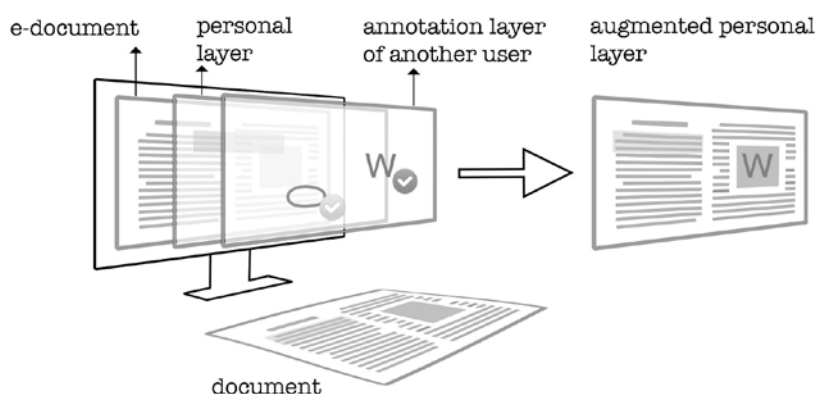 e-document
personal
layer
annotation layer
of another user
augmented personal
layer
W
W
document